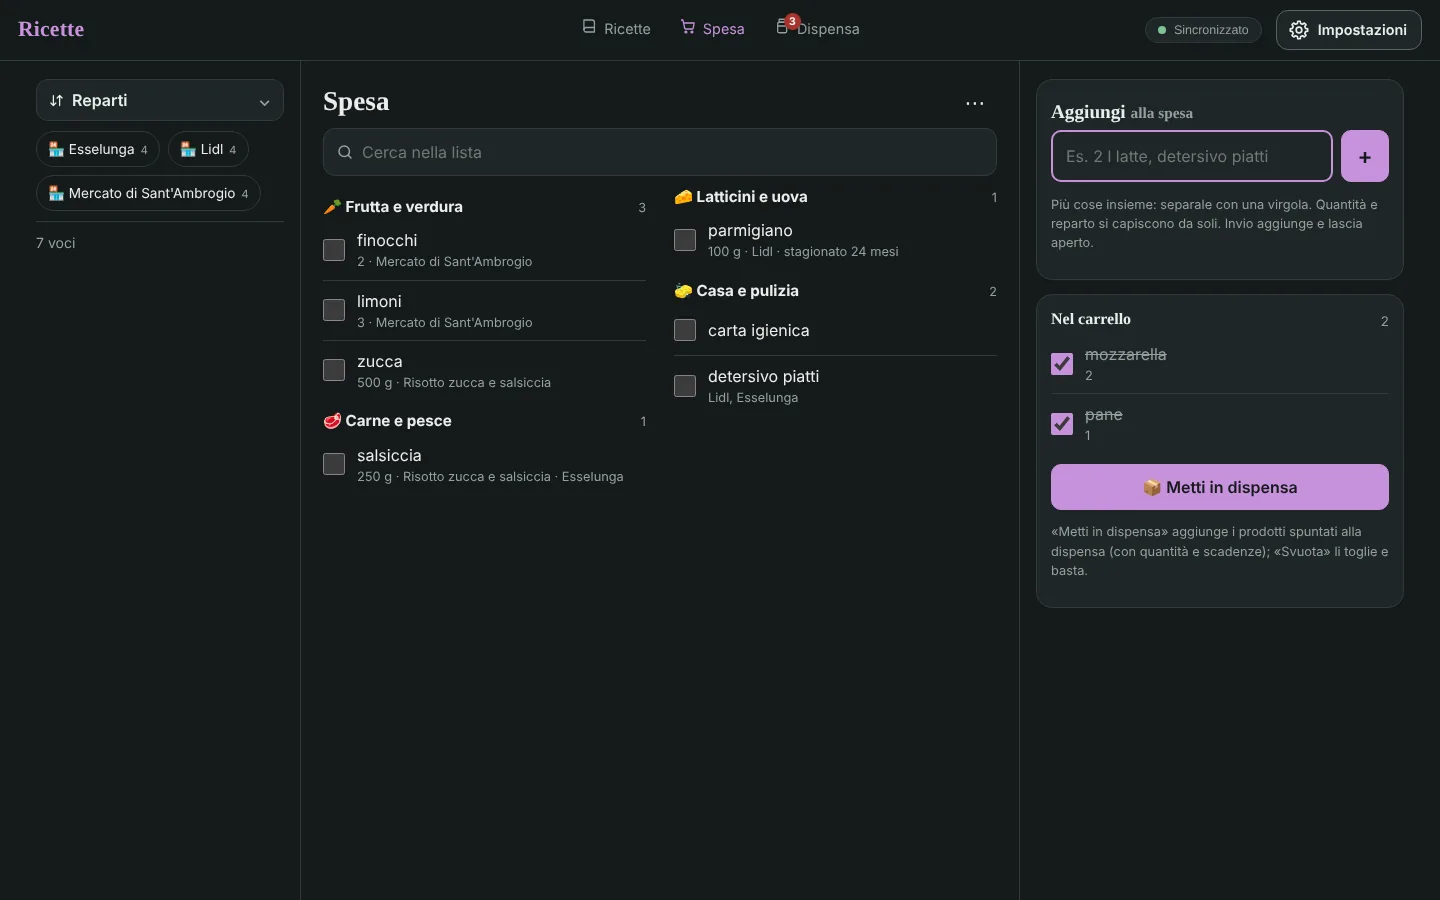 Ricette
Ricette
Spesa
3
Dispensa
Sincronizzato
Impostazioni
Reparti
Esselunga 4
Lidl 4
Mercato di Sant'Ambrogio 4
7 voci
Spesa
...
Cerca nella lista
Frutta e verdura 3
finocchi
2 · Mercato di Sant'Ambrogio
limoni
3 · Mercato di Sant'Ambrogio
zucca
500 g · Risotto zucca e salsiccia
Carne e pesce 1
salsiccia
250 g · Risotto zucca e salsiccia · Esselunga
Latticini e uova 1
parmigiano
100 g · Lidl · stagionato 24 mesi
Casa e pulizia 2
carta igienica
detersivo piatti
Lidl, Esselunga
Aggiungi alla spesa
Es. 2 l latte, detersivo piatti
+
Più cose insieme: separale con una virgola. Quantità e
reparto si capiscono da soli. Invio aggiunge e lascia
aperto.
Nel carrello 2
mozzarella
2
pane
1
Metti in dispensa
«Metti in dispensa» aggiunge i prodotti spuntati alla
dispensa (con quantità e scadenze); «Svuota» li toglie e
basta.